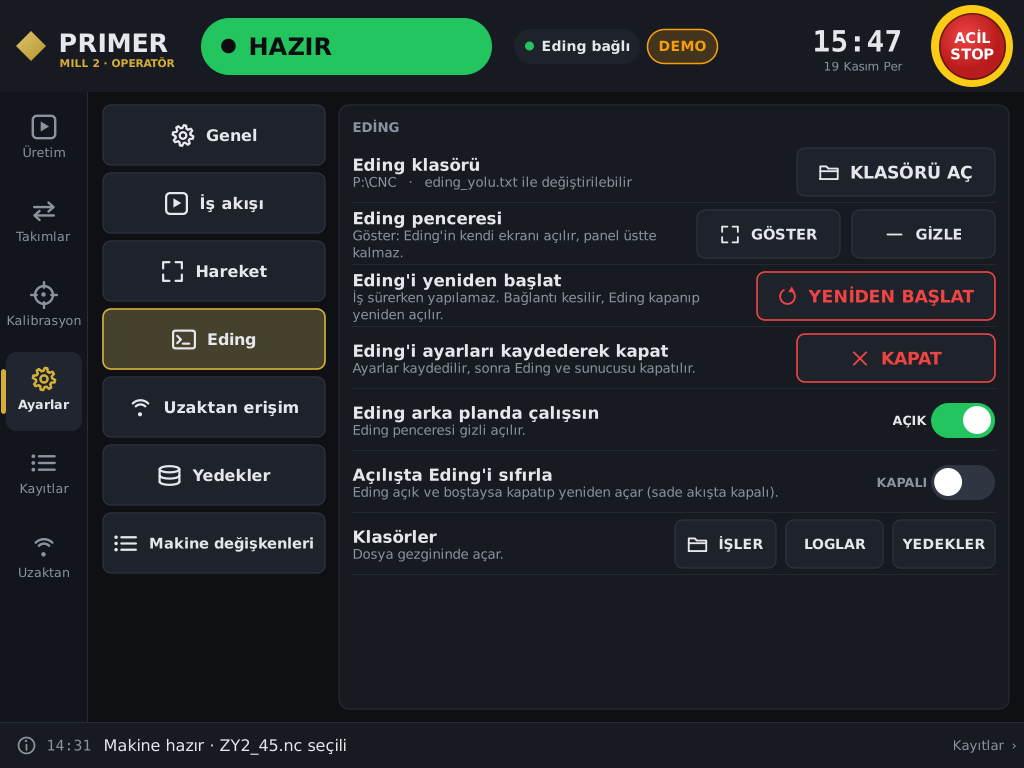 PRIMER
MILL 2 · OPERATÖR
HAZIR
Eding bağlı
DEMO
15:47
19 Kasım Per
ACİL
STOP
Üretim
Takımlar
Kalibrasyon
Ayarlar
Kayıtlar
Uzaktan
Genel
İş akışı
Hareket
Eding
Uzaktan erişim
Yedekler
Makine değişkenleri
EDİNG
Eding klasörü
P:\CNC · eding_yolu.txt ile değiştirilebilir
KLASÖRÜ AÇ
Eding penceresi
Göster: Eding'in kendi ekranı açılır, panel üstte
kalmaz.
GÖSTER
GİZLE
Eding'i yeniden başlat
İş sürerken yapılamaz. Bağlantı kesilir, Eding kapanıp
yeniden açılır.
YENİDEN BAŞLAT
Eding'i ayarları kaydederek kapat
Ayarlar kaydedilir, sonra Eding ve sunucusu kapatılır.
KAPAT
Eding arka planda çalışsın
Eding penceresi gizli açılır.
AÇIK
Açılışta Eding'i sıfırla
Eding açık ve boştaysa kapatıp yeniden açar (sade akışta kapalı).
KAPALI
Klasörler
Dosya gezgininde açar.
İŞLER
LOGLAR
YEDEKLER
14:31 Makine hazır · ZY2_45.nc seçili
Kayıtlar ›